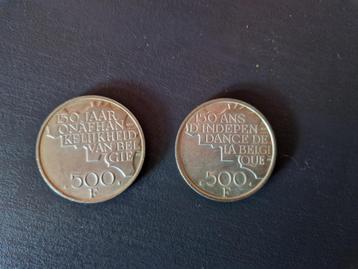 150 JAAR
ONAFHAN-
KELIJKHEID
VAN BEL-
GIE
500
F
150 ANS
D INDEPEN-
DANCE DE
LA BELGI
QUE
500
F